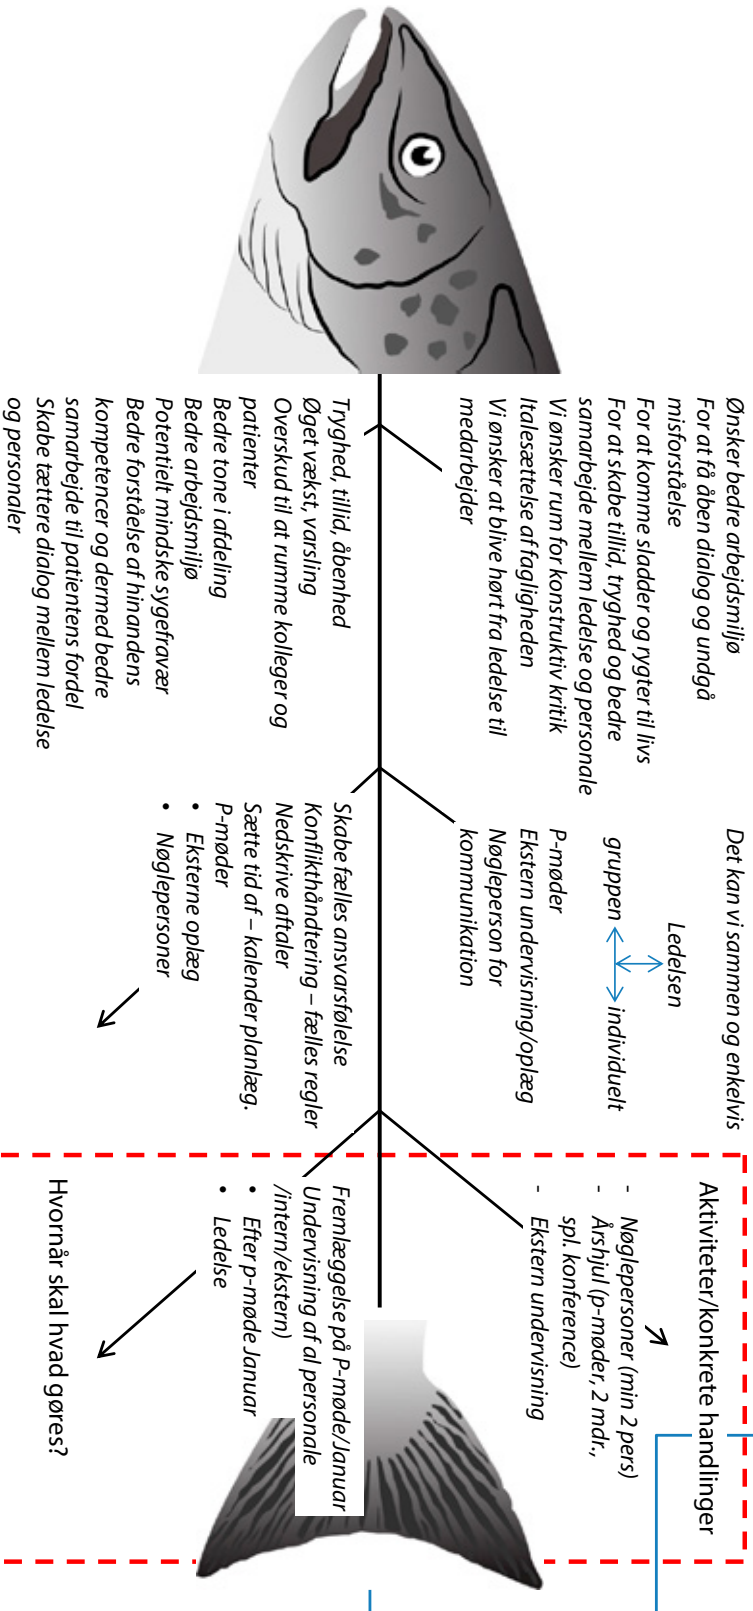 Ønsker bedre arbejdsmiljø
For at få åben dialog og undgå
misforståelse
For at komme sladder og rygter til livs
For at skabe tillid, tryghed og bedre
samarbejde mellem ledelse og personale
Vi ønsker rum for konstruktiv kritik
Italesættelse af fagligheden
Vi ønsker at blive hørt fra ledelse til
medarbejder
Tryghed, tillid, åbenhed
Øget vækst, varsling
Overskud til at rumme kolleger og
patienter
Bedre tone i afdeling
Bedre arbejdsmiljø
Potentielt mindske sygefravær
Bedre forståelse af hinandens
kompetencer og dermed bedre
samarbejde til patientens fordel
Skabe tættere dialog mellem ledelse
og personaler
Det kan vi sammen og enkelvis
Ledelsen
gruppen
individuelt
P-møder
Ekstern undervisning/oplæg
Nøgleperson for
kommunikation
Skabe fælles ansvarsfølelse
Konflikthåndtering – fælles regler
Nedskrive aftaler
Sætte tid af – kalender planlæg.
P-møder
• Eksterne oplæg
• Nøglepersoner
Aktiviteter/konkrete handlinger
- Nøglepersoner (min 2 pers)
- Årshjul (p-møder, 2 mdr.,
spl. konference)
- Ekstern undervisning
Fremlæggelse på P-møde/Januar
Undervisning af al personale
/intern/ekstern)
• Efter p-møde Januar
• Ledelse
Hvornår skal hvad gøres?